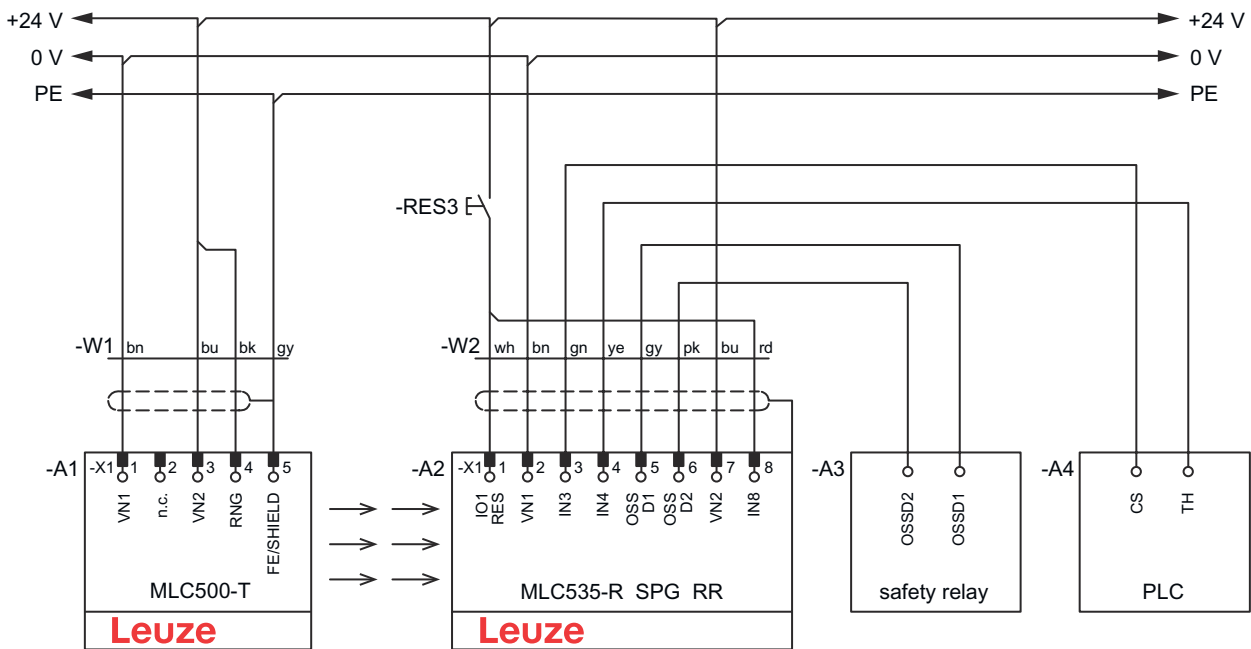 +24 V
+24 V
0 V
0 V
PE
PE
-RES3
-W1 bn bu bk gy
-W2 wh bn gn ye gy pk bu rd
-A1 -X1 1 2 3 4 5
VN1
n.c.
VN2
RNG
FE/SHIELD
MLC500-T
Leuze
-A2 -X1 1 2 3 4 5 6 7 8
IO1
RES
VN1
IN3
IN4
OSS
D1
OSS
D2
VN2
IN8
MLC535-R SPG RR
Leuze
-A3
OSSD2
OSSD1
safety relay
-A4
CS
TH
PLC